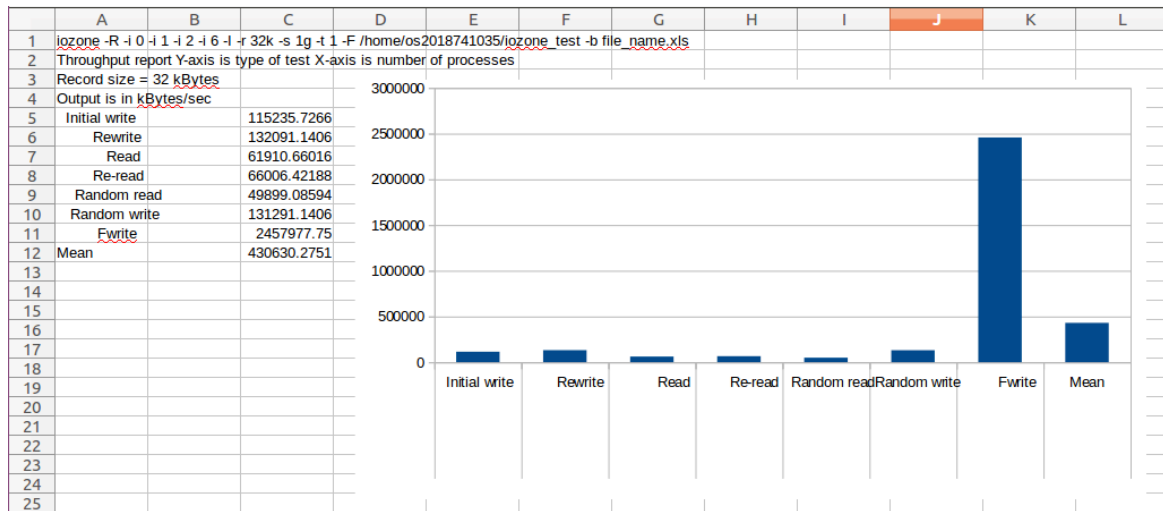 A B C D E F G H I J K L
1 iozone -R -i 0 -i 1 -i 2 -i 6 -I -r 32k -s 1g -t 1 -F /home/os2018741035/iozone_test -b file_name.xls
2 Throughput report Y-axis is type of test X-axis is number of processes
3 Record size = 32 kBytes
4 Output is in kBytes/sec
5 Initial write 115235.7266
6 Rewrite 132091.1406
7 Read 61910.66016
8 Re-read 66006.42188
9 Random read 49899.08594
10 Random write 131291.1406
11 Fwrite 2457977.75
12 Mean 430630.2751
13
14
15
16
17
18
19
20
21
22
23
24
25
3000000
2500000
2000000
1500000
1000000
500000
0
Initial write Rewrite Read Re-read Random read Random write Fwrite Mean